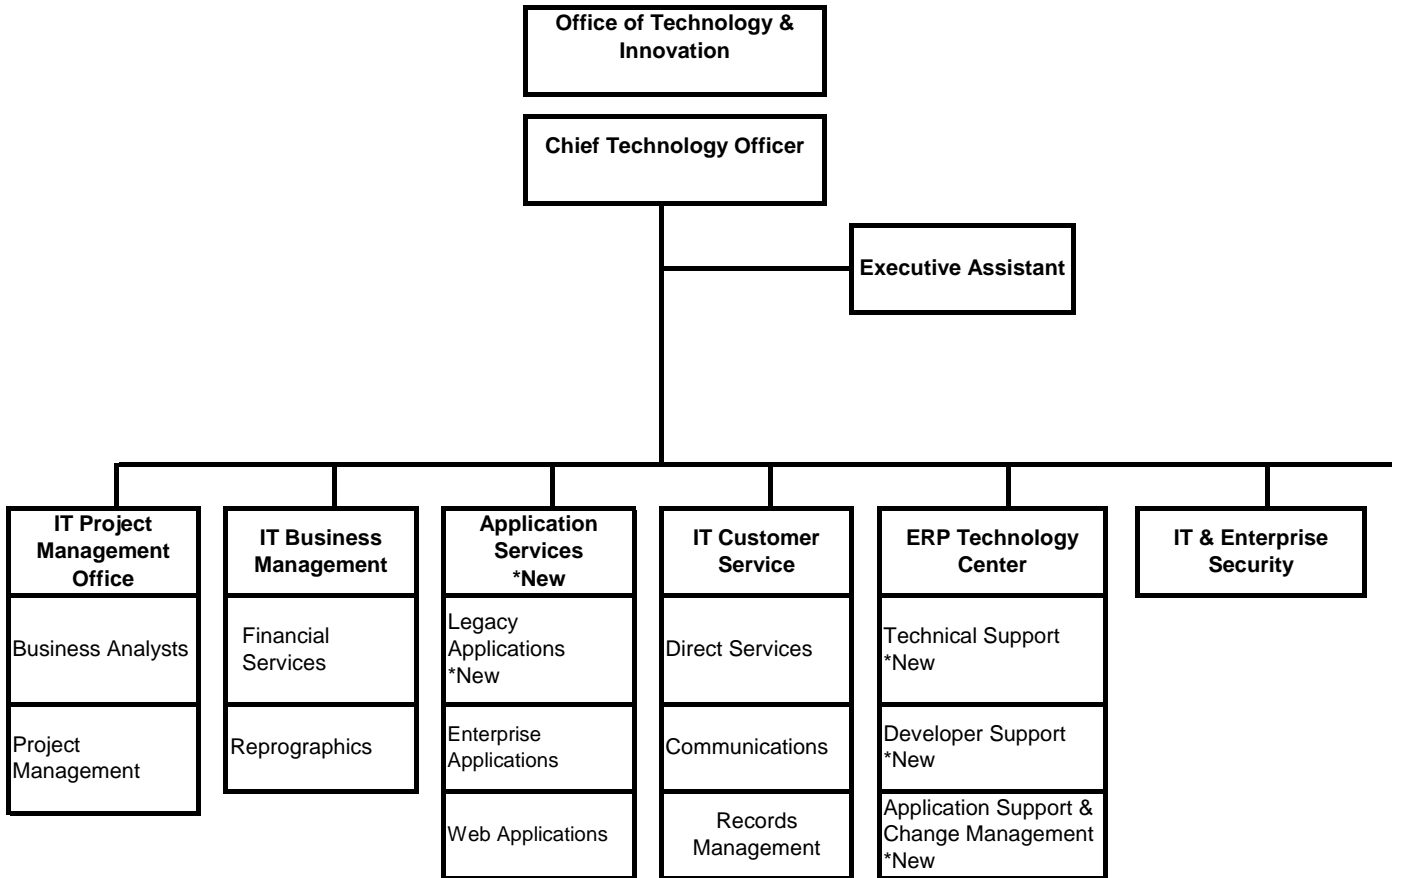 Office of Technology &
Innovation
Chief Technology Officer
Executive Assistant
IT Project
Management
Office
Business Analysts
Project
Management
IT Business
Management
Financial
Services
Reprographics
Application
Services
*New
Legacy
Applications
*New
Enterprise
Applications
Web Applications
IT Customer
Service
Direct Services
Communications
Records
Management
ERP Technology
Center
Technical Support
*New
Developer Support
*New
Application Support &
Change Management
*New
IT & Enterprise
Security